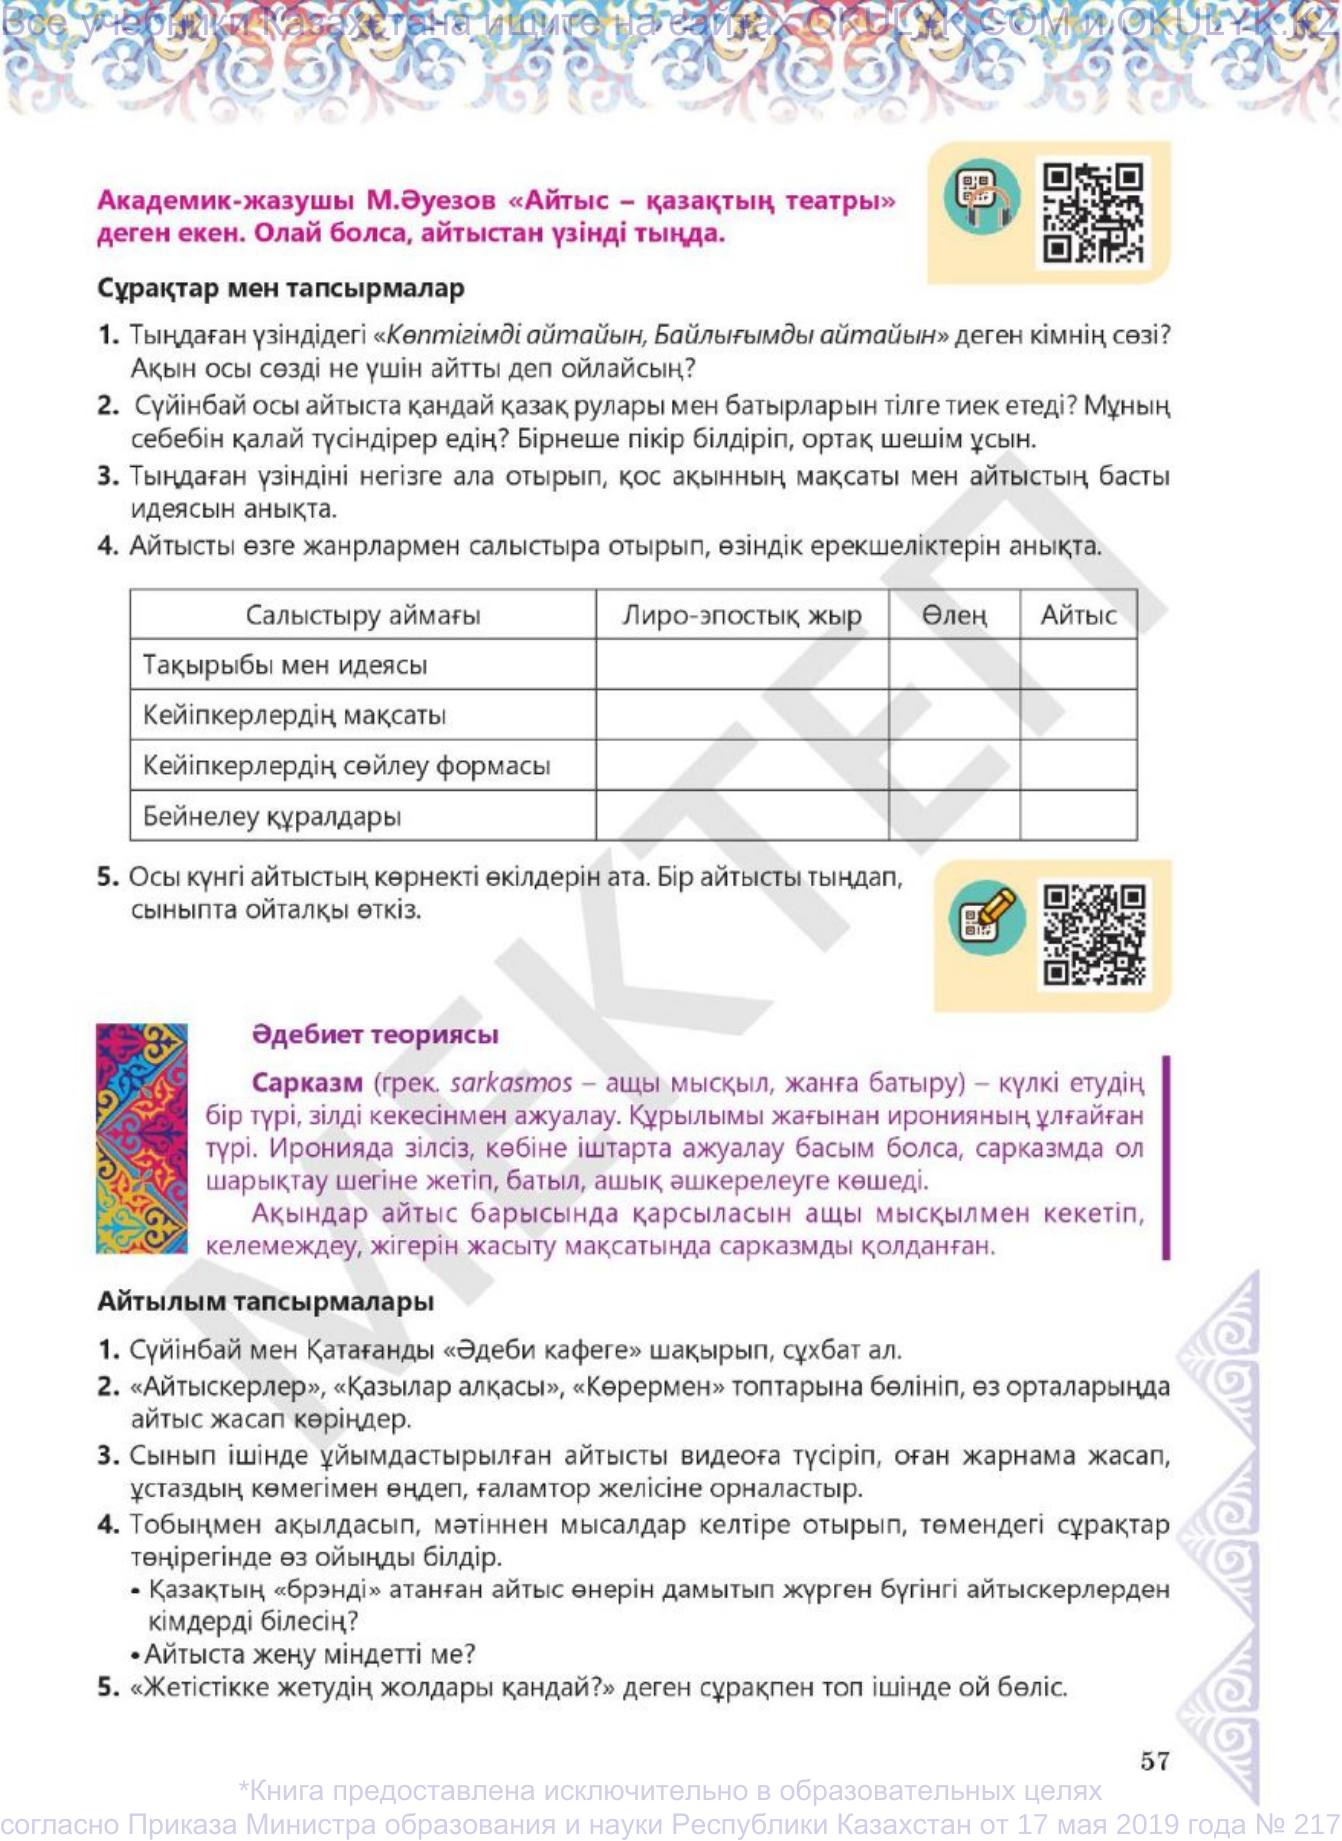 Все учебники Казахстана ищите на сайтах OKULYK.COM и OKULYK.KZ
Академик-жазушы М.Әуезов «Айтыс – қазақтың театры»
деген екен. Олай болса, айтыстан үзінді тыңда.
Сұрақтар мен тапсырмалар
1. Тыңдаған үзіндідегі «Көптігімді айтайын, Байлығымды айтайын» деген кімнің сөзі?
Ақын осы сөзді не үшін айтты деп ойлайсың?
2. Сүйінбай осы айтыста қандай қазақ рулары мен батырларын тілге тиек етеді? Мұның
себебін қалай түсіндірер едің? Бірнеше пікір білдіріп, ортақ шешім ұсын.
3. Тыңдаған үзіндіні негізге ала отырып, қос ақынның мақсаты мен айтыстың басты
идеясын анықта.
4. Айтысты өзге жанрлармен салыстыра отырып, өзіндік ерекшеліктерін анықта.
Салыстыру аймағы Лиро-эпостық жыр Өлең Айтыс
Тақырыбы мен идеясы
Кейіпкерлердің мақсаты
Кейіпкерлердің сөйлеу формасы
Бейнелеу құралдары
5. Осы күнгі айтыстың көрнекті өкілдерін ата. Бір айтысты тыңдап,
сыныпта ойталқы өткіз.
Әдебиет теориясы
Сарказм (грек. sarkasmos – ащы мысқыл, жанға батыру) – күлкі етудің
бір түрі, зілді кекесінмен ажуалау. Құрылымы жағынан иронияның ұлғайған
түрі. Иронияда зілсіз, көбіне іштарта ажуалау басым болса, сарказмда ол
шарықтау шегіне жетіп, батыл, ашық әшкерелеуге көшеді.
Ақындар айтыс барысында қарсыласын ащы мысқылмен кекетіп,
келемеждеу, жігерін жасыту мақсатында сарказмды қолданған.
Айтылым тапсырмалары
1. Сүйінбай мен Қатағанды «Әдеби кафеге» шақырып, сұхбат ал.
2. «Айтыскерлер», «Қазылар алқасы», «Көрермен» топтарына бөлініп, өз орталарыңда
айтыс жасап көріңдер.
3. Сынып ішінде ұйымдастырылған айтысты видеоға түсіріп, оған жарнама жасап,
ұстаздың көмегімен өңдеп, ғаламтор желісіне орналастыр.
4. Тобыңмен ақылдасып, мәтіннен мысалдар келтіре отырып, төмендегі сұрақтар
төңірегінде өз ойыңды білдір.
• Қазақтың «брэнді» атанған айтыс өнерін дамытып жүрген бүгінгі айтыскерлерден
кімдерді білесің?
• Айтыста жеңу міндетті ме?
5. «Жетістікке жетудің жолдары қандай?» деген сұрақпен топ ішінде ой бөліс.
57
МЕКТЕП
*Книга предоставлена исключительно в образовательных целях
согласно Приказа Министра образования и науки Республики Казахстан от 17 мая 2019 года № 217